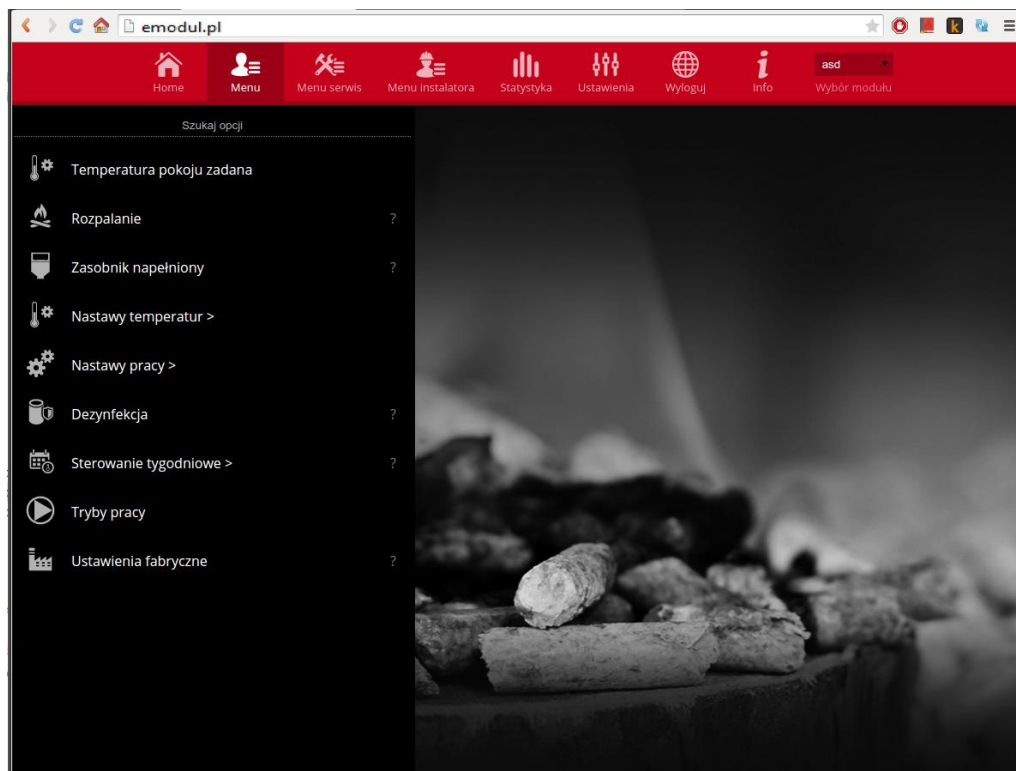 emodul.pl
Home
Menu
Menu serwis
Menu instalatora
Statystyka
Ustawienia
Wyloguj
Info
asd
Wybór modułu
Szukaj opcji
Temperatura pokoju zadana
Rozpalanie ?
Zasobnik napełniony ?
Nastawy temperatur >
Nastawy pracy >
Dezynfekcja ?
Sterowanie tygodniowe > ?
Tryby pracy
Ustawienia fabryczne ?